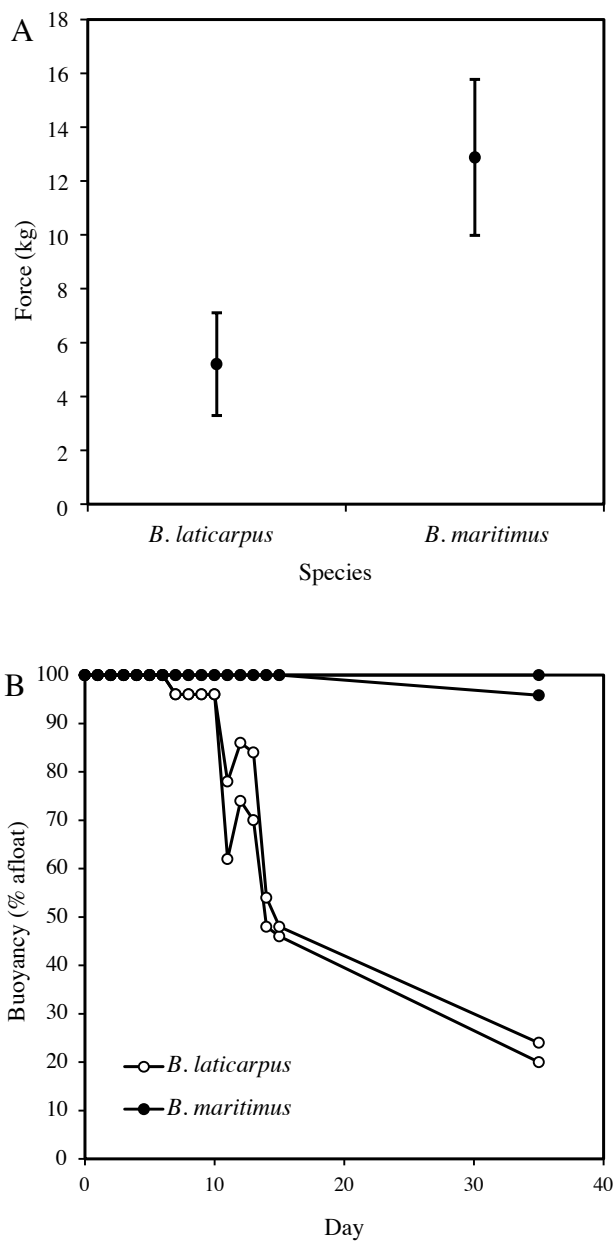 A
18
16
14
12
10
8
6
4
2
0
Force (kg)
B. laticarpus B. maritimus
Species
B
100
90
80
70
60
50
40
30
20
10
0
Buoyancy (% afloat)
B. laticarpus
B. maritimus
0 10 20 30 40
Day